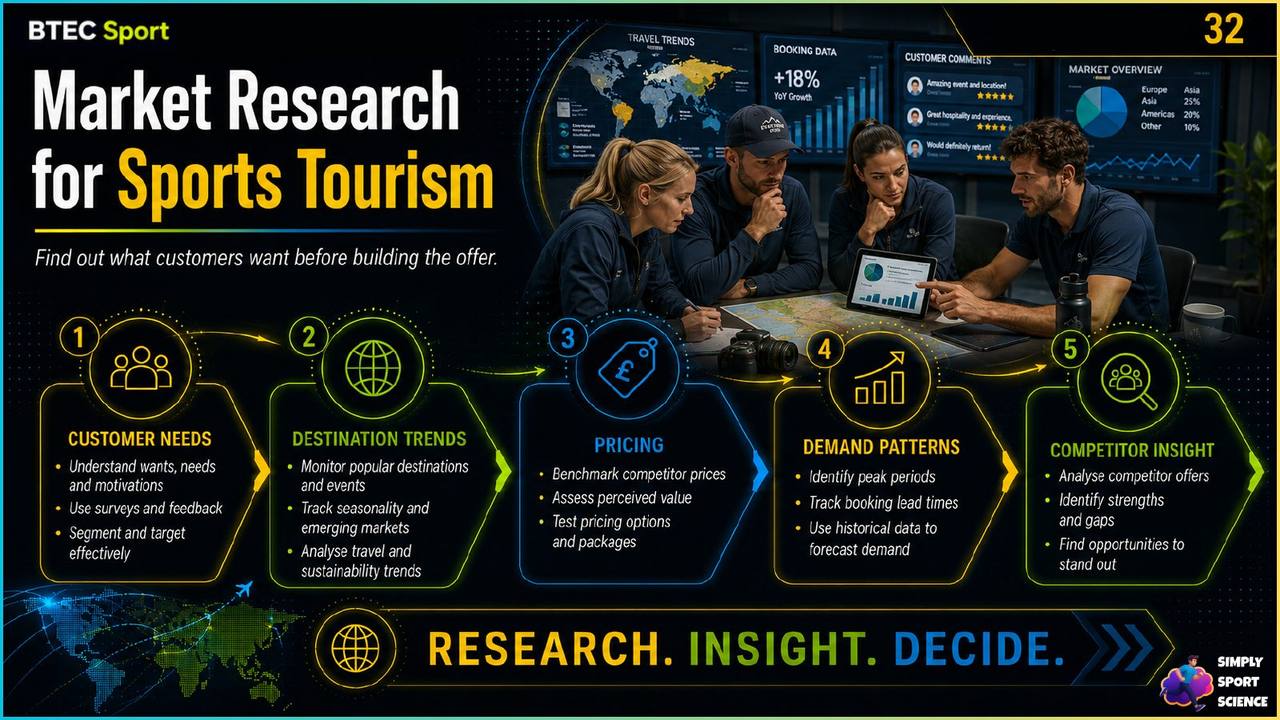 BTEC Sport
32
Market Research
for Sports Tourism
Find out what customers want before building the offer.
TRAVEL TRENDS
BOOKING DATA
+18%
YoY Growth
CUSTOMER COMMENTS
Amazing event and location!
Great hospitality and experience.
Would definitely return!
MARKET OVERVIEW
Europe Asia
Asia 25%
Americas 20%
Other 10%
1
CUSTOMER NEEDS
• Understand wants, needs
and motivations
• Use surveys and feedback
• Segment and target
effectively
2
DESTINATION TRENDS
• Monitor popular destinations
and events
• Track seasonality and
emerging markets
• Analyse travel and
sustainability trends
3
£
PRICING
• Benchmark competitor prices
• Assess perceived value
• Test pricing options
and packages
4
DEMAND PATTERNS
• Identify peak periods
• Track booking lead times
• Use historical data to
forecast demand
5
COMPETITOR INSIGHT
• Analyse competitor offers
• Identify strengths
and gaps
• Find opportunities to
stand out
RESEARCH. INSIGHT. DECIDE.
SIMPLY
SPORT
SCIENCE